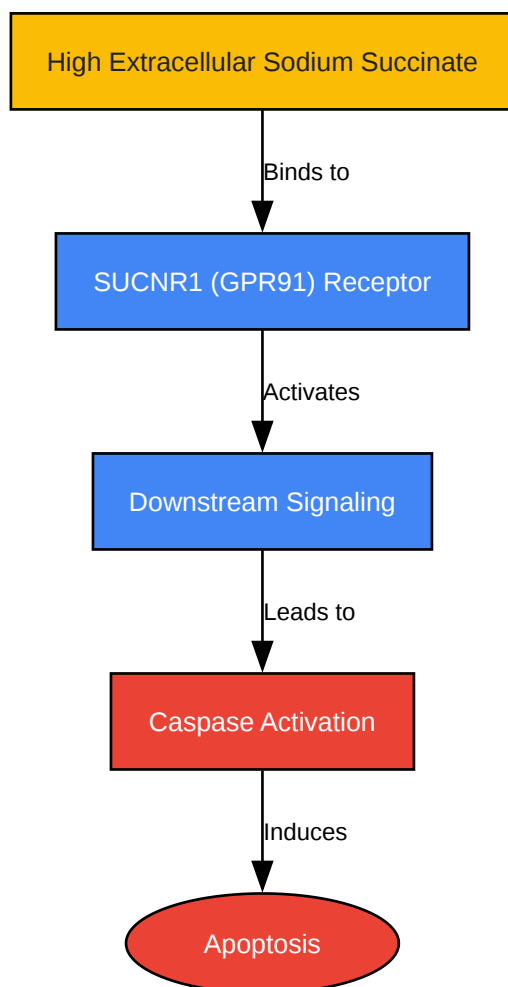 High Extracellular Sodium Succinate
Binds to
SUCNR1 (GPR91) Receptor
Activates
Downstream Signaling
Leads to
Caspase Activation
Induces
Apoptosis